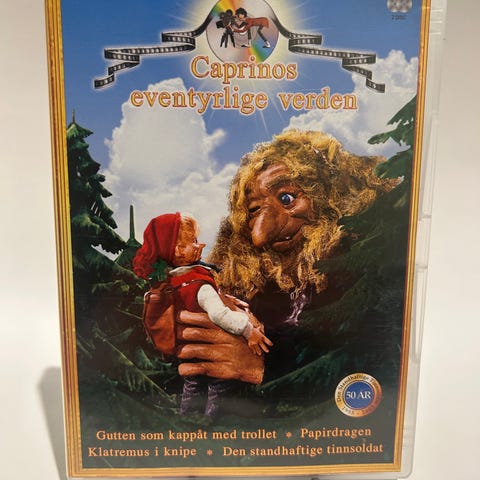 Caprinos
eventyrlige verden
50 ÅR
Gutten som kappåt med trollet * Papirdragen
Klatremus i knipe * Den standhaftige tinnsoldat